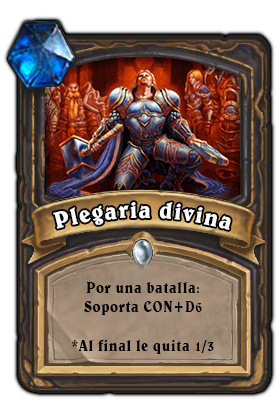 Plegaria divina
Por una batalla:
Soporta CON+D6
*Al final le quita 1/3